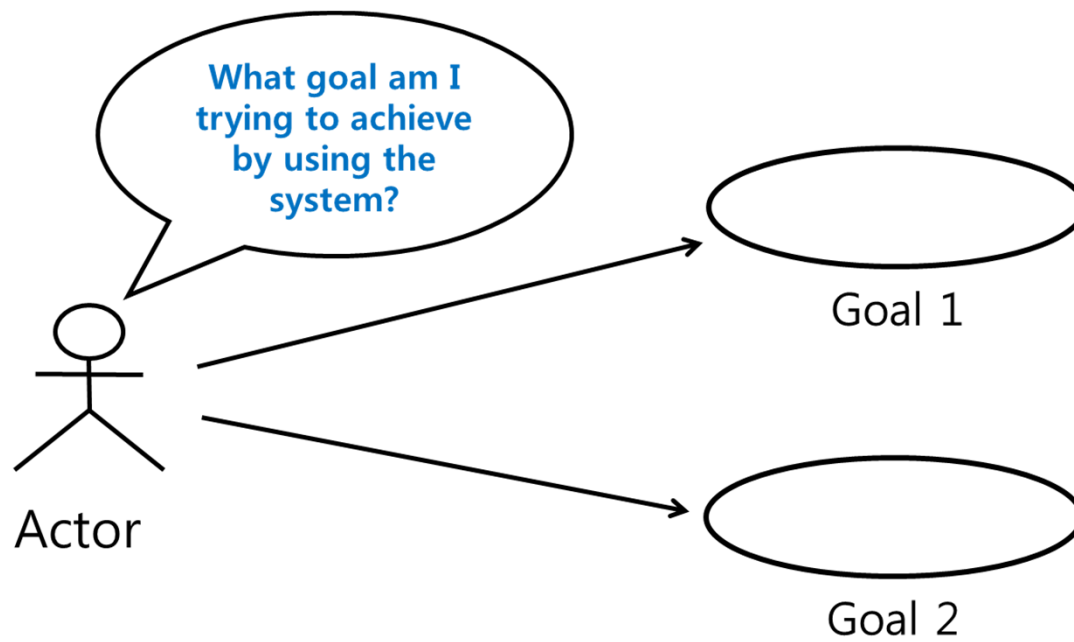 What goal am I
trying to achieve
by using the
system?
Goal 1
Actor
Goal 2